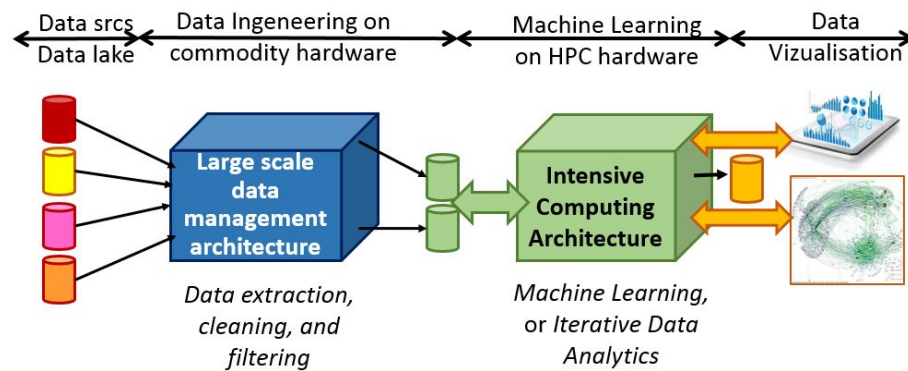 Data srcs
Data lake
Data Ingeneering on
commodity hardware
Machine Learning
on HPC hardware
Data
Vizualisation
Large scale
data
management
architecture
Intensive
Computing
Architecture
Data extraction,
cleaning, and
filtering
Machine Learning,
or Iterative Data
Analytics